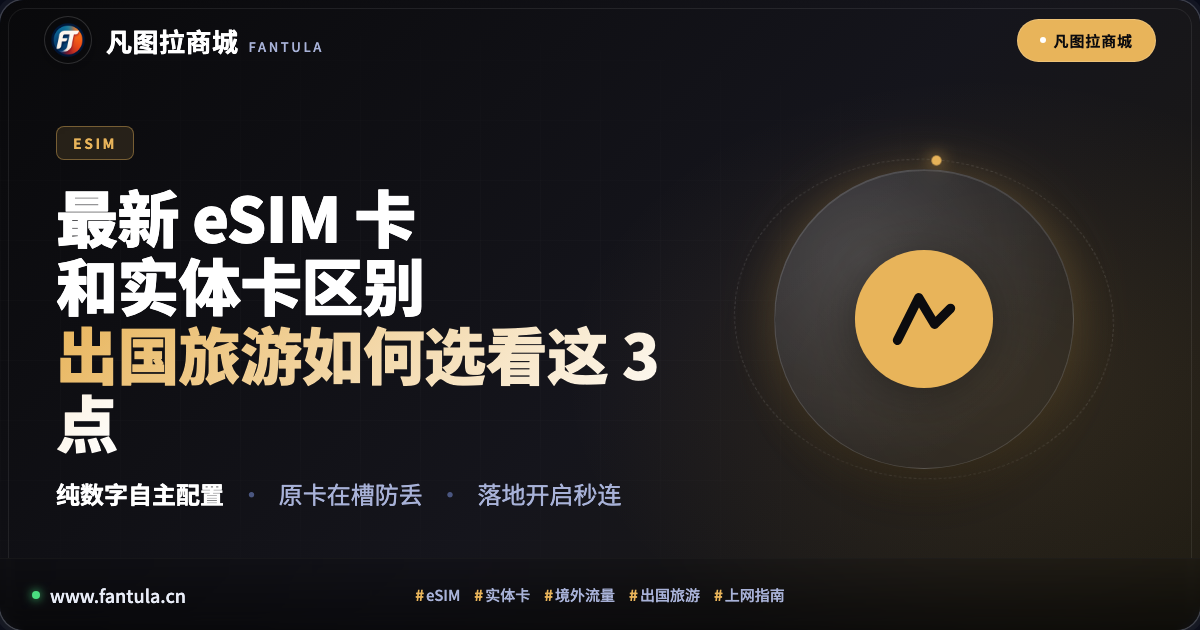 FT 凡图拉商城 FANTULA
凡图拉商城
ESIM
最新 eSIM 卡
和实体卡区别
出国旅游如何选看这 3
点
纯数字自主配置 • 原卡在槽防丢 • 落地开启秒连
www.fantula.cn
#eSIM #实体卡 #境外流量 #出国旅游 #上网指南